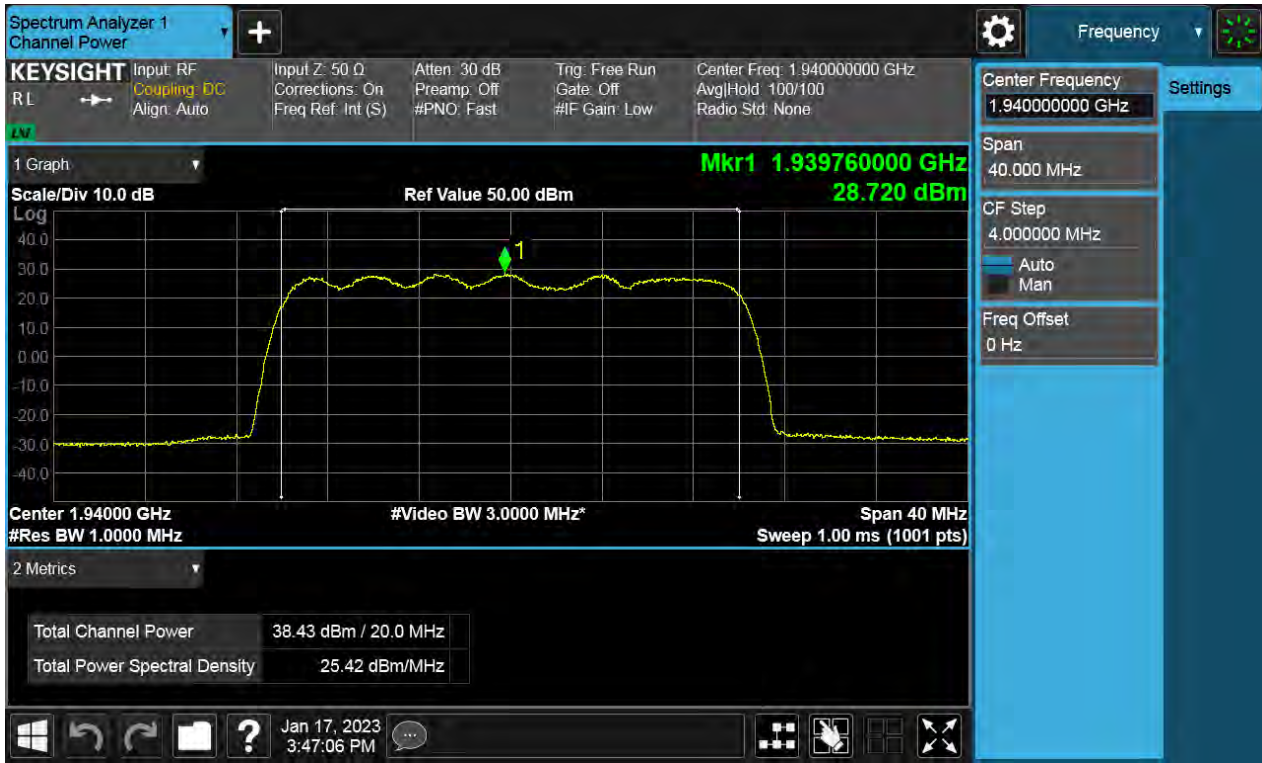 Spectrum Analyzer 1
Channel Power
Frequency
KEYSIGHT
RL
LXI
Input: RF
Coupling: DC
Align: Auto
Input Z: 50 Ω
Corrections: On
Freq Ref: Int (S)
Atten: 30 dB
Preamp: Off
#PNO: Fast
Trig: Free Run
Gate: Off
#IF Gain: Low
Center Freq: 1.940000000 GHz
Avg|Hold: 100/100
Radio Std: None
Center Frequency
1.940000000 GHz
Settings
Span
40.000 MHz
CF Step
4.000000 MHz
Auto
Man
Freq Offset
0 Hz
1 Graph
Mkr1 1.939760000 GHz
28.720 dBm
Scale/Div 10.0 dB
Ref Value 50.00 dBm
Log
40.0
30.0
20.0
10.0
0.00
-10.0
-20.0
-30.0
-40.0
1
Center 1.94000 GHz
#Video BW 3.0000 MHz*
Span 40 MHz
#Res BW 1.0000 MHz
Sweep 1.00 ms (1001 pts)
2 Metrics
Total Channel Power 38.43 dBm / 20.0 MHz
Total Power Spectral Density 25.42 dBm/MHz
?
Jan 17, 2023
3:47:06 PM